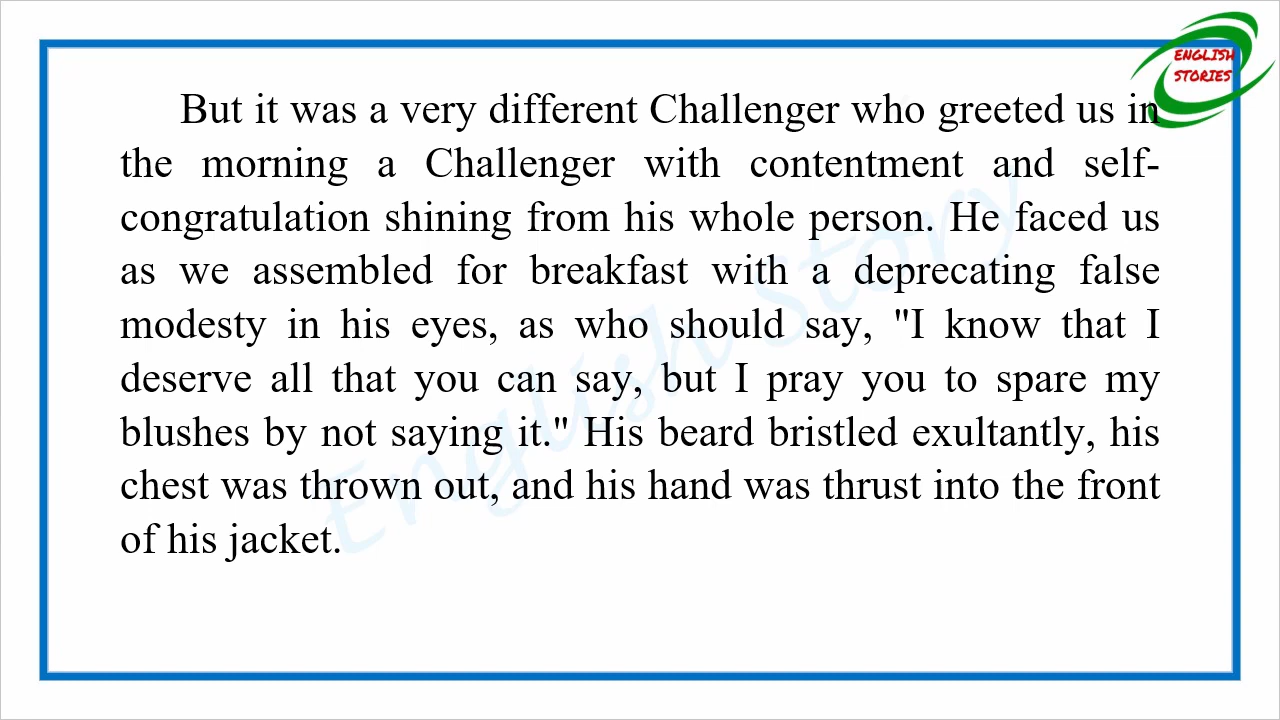 ENGLISH
STORIES
But it was a very different Challenger who greeted us in
the morning a Challenger with contentment and self-
congratulation shining from his whole person. He faced us
as we assembled for breakfast with a deprecating false
modesty in his eyes, as who should say, "I know that I
deserve all that you can say, but I pray you to spare my
blushes by not saying it." His beard bristled exultantly, his
chest was thrown out, and his hand was thrust into the front
of his jacket.
English Story